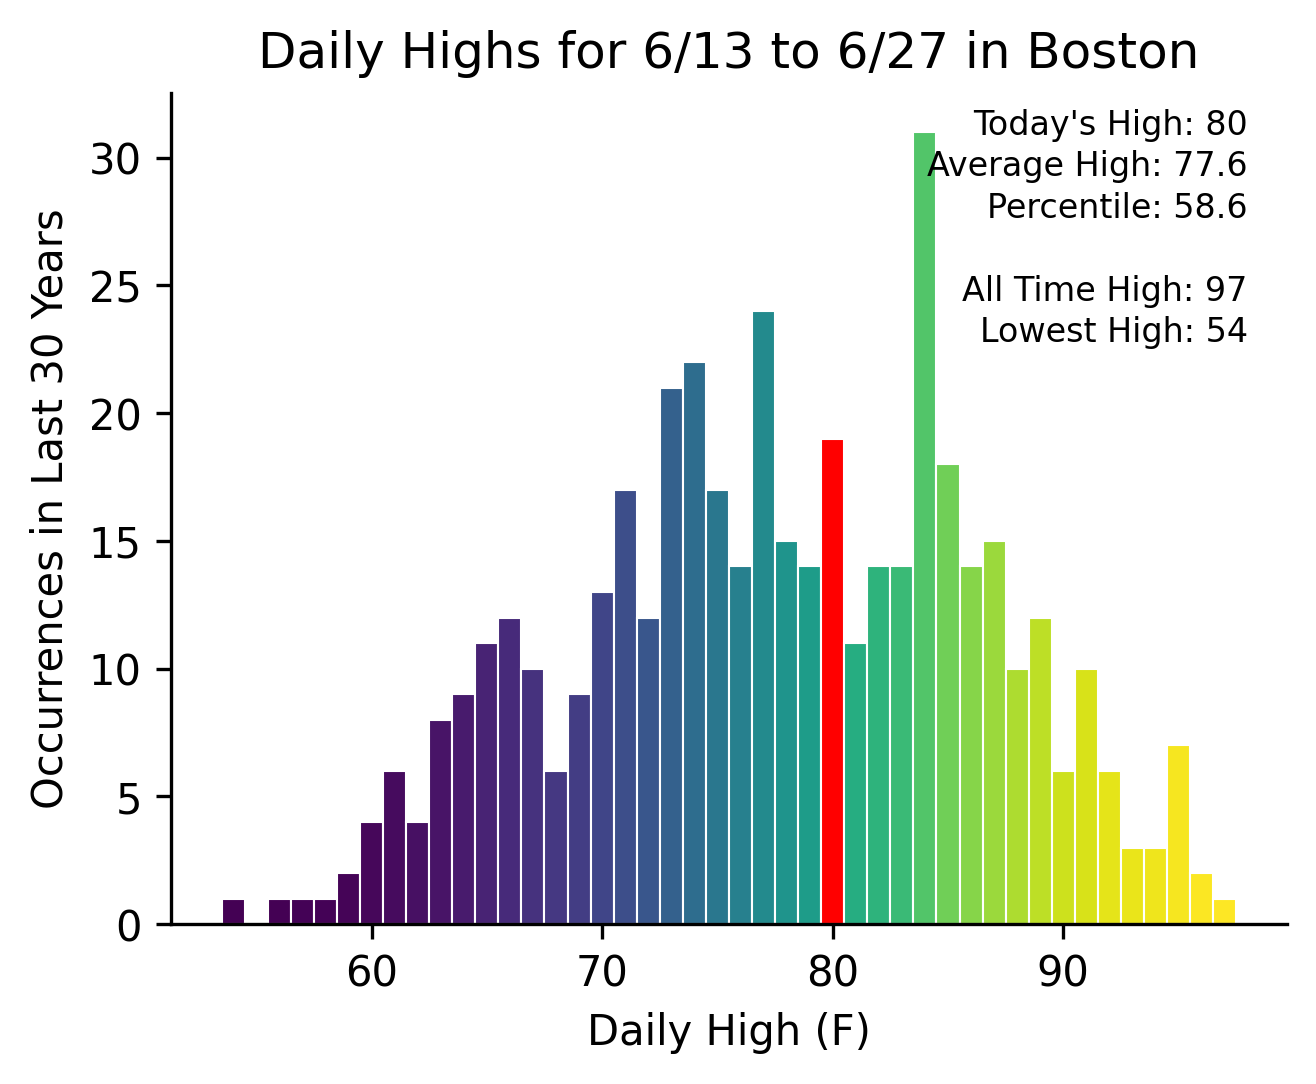 Daily Highs for 6/13 to 6/27 in Boston
Today's High: 80
Average High: 77.6
Percentile: 58.6
All Time High: 97
Lowest High: 54
Occurrences in Last 30 Years
30
25
20
15
10
5
0
60 70 80 90
Daily High (F)